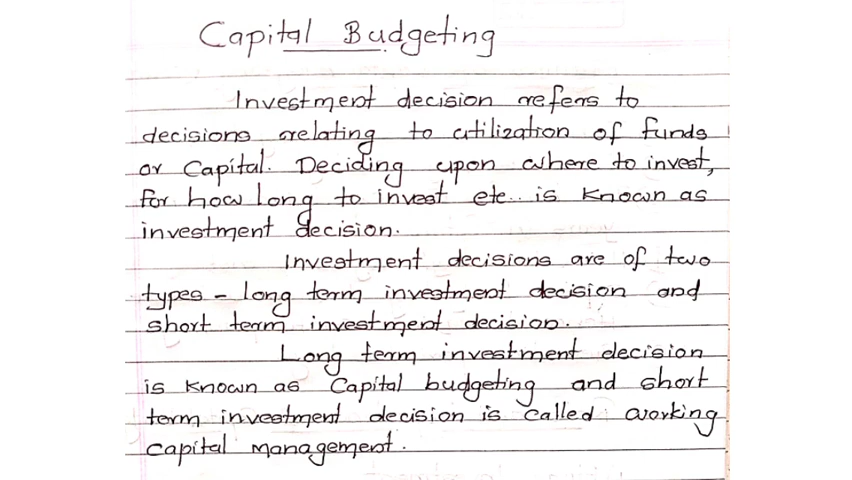 Capital Budgeting
Investment decision refers to
decisions relating to utilization of funds
or Capital. Deciding upon where to invest,
for how long to invest etc.. is known as
investment decision.
Investment decisions are of two
types - long term investment decision and
short term investment decision.
Long term investment decision
is known as Capital budgeting and short
term investment decision is called working
capital management.